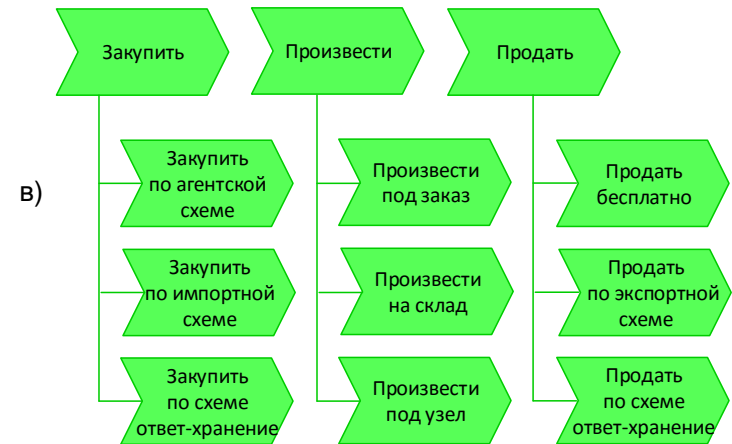 Закупить
Произвести
Продать
в)
Закупить
по агентской
схеме
Произвести
под заказ
Продать
бесплатно
Закупить
по импортной
схеме
Произвести
на склад
Продать
по экспортной
схеме
Закупить
по схеме
ответ-хранение
Произвести
под узел
Продать
по схеме
ответ-хранение